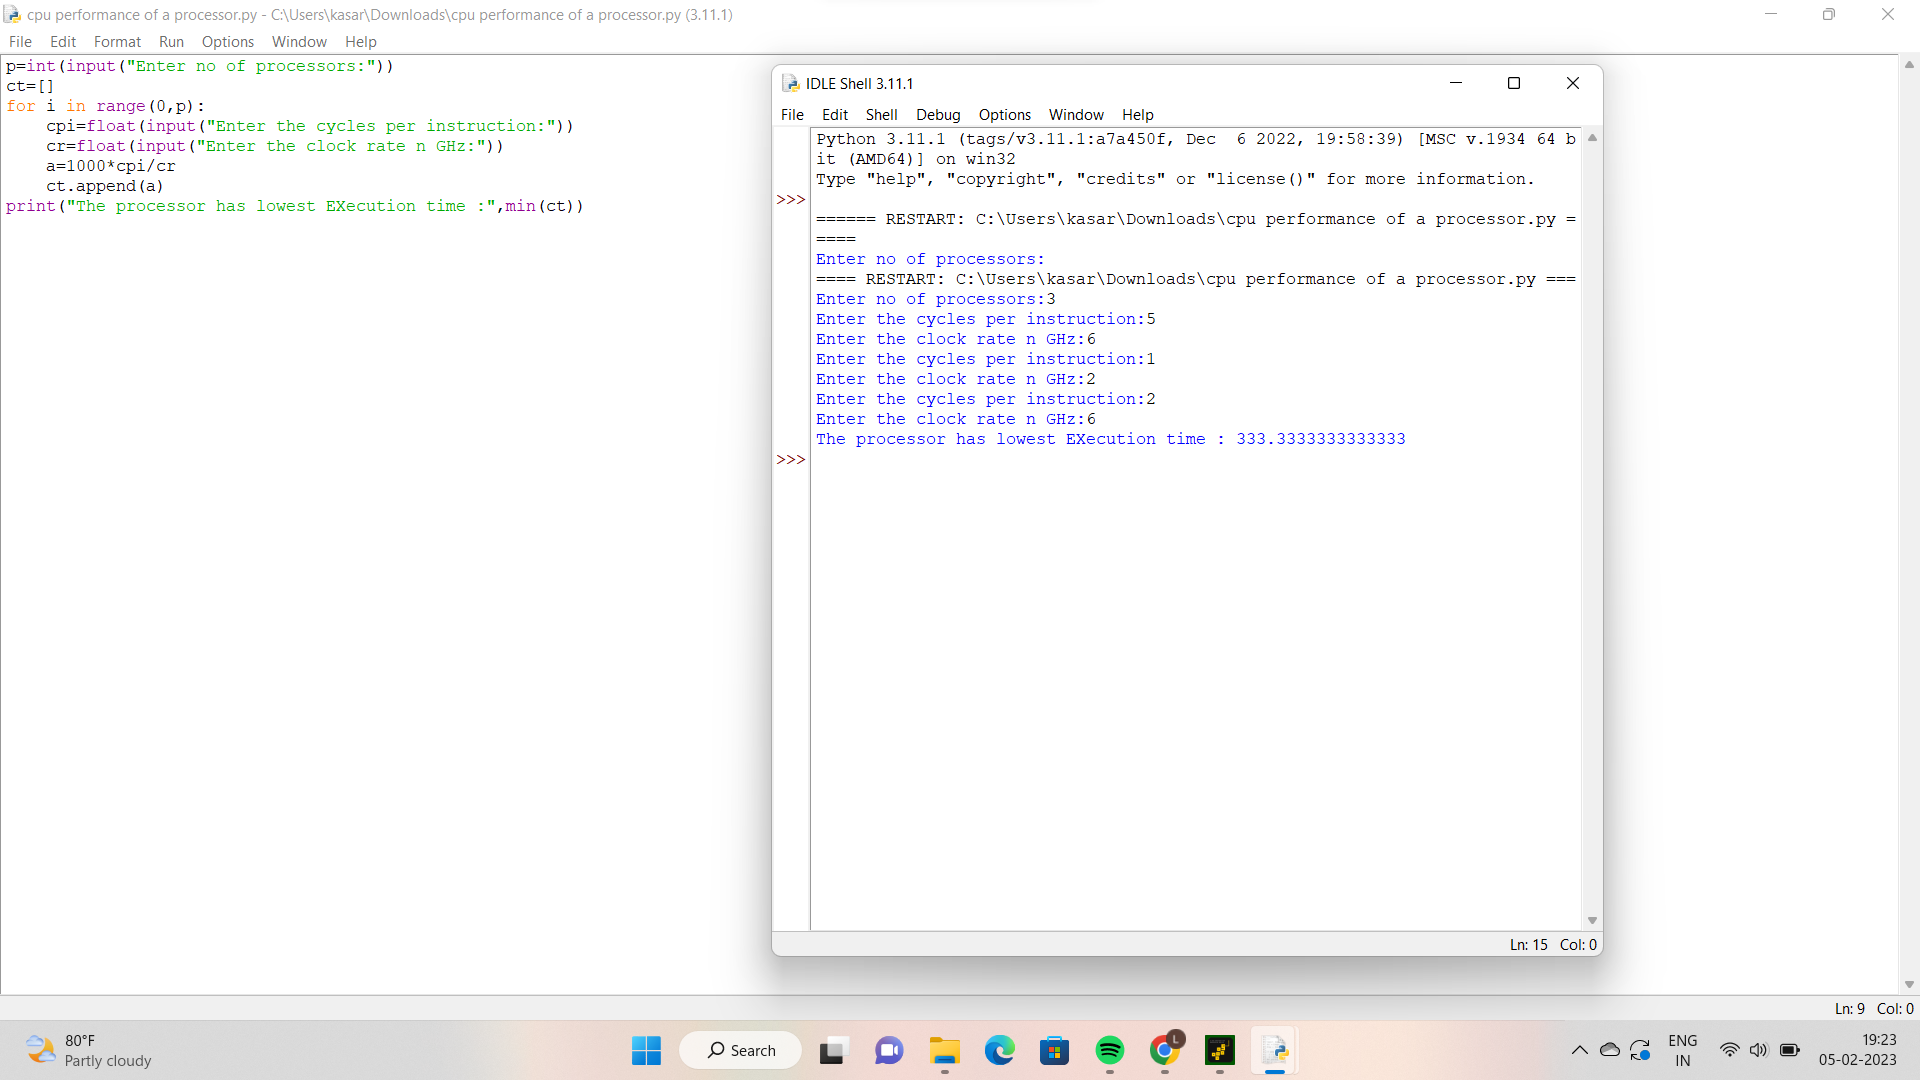 cpu performance of a processor.py - C:\Users\kasar\Downloads\cpu performance of a processor.py (3.11.1)
File Edit Format Run Options Window Help
p=int(input("Enter no of processors:"))
ct=[]
for i in range(0,p):
    cpi=float(input("Enter the cycles per instruction:"))
    cr=float(input("Enter the clock rate n GHz:"))
    a=1000*cpi/cr
    ct.append(a)
print("The processor has lowest EXecution time :",min(ct))
IDLE Shell 3.11.1
File Edit Shell Debug Options Window Help
Python 3.11.1 (tags/v3.11.1:a7a450f, Dec  6 2022, 19:58:39) [MSC v.1934 64 b
it (AMD64)] on win32
Type "help", "copyright", "credits" or "license()" for more information.
>>>
====== RESTART: C:\Users\kasar\Downloads\cpu performance of a processor.py =
====
Enter no of processors:
==== RESTART: C:\Users\kasar\Downloads\cpu performance of a processor.py ===
Enter no of processors:3
Enter the cycles per instruction:5
Enter the clock rate n GHz:6
Enter the cycles per instruction:1
Enter the clock rate n GHz:2
Enter the cycles per instruction:2
Enter the clock rate n GHz:6
The processor has lowest EXecution time : 333.3333333333333
>>>
Ln: 15 Col: 0
Ln: 9 Col: 0
80°F
Partly cloudy
Search
L
ENG
IN
19:23
05-02-2023